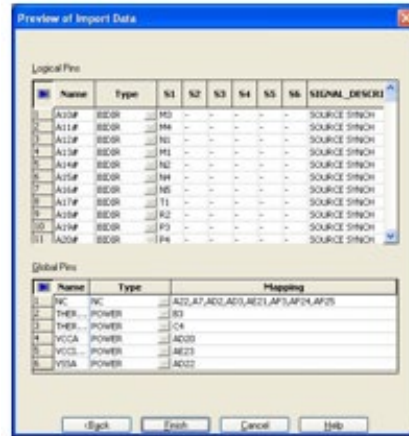 Preview of Import Data
Logical Pins
Name Type S1 S2 S3 S4 S5 S6 SIGNAL_DESCRI
1 A10# BIDIR M3 - - - - - SOURCE SYNCH
2 A11# BIDIR M4 - - - - - SOURCE SYNCH
3 A12# BIDIR N1 - - - - - SOURCE SYNCH
4 A13# BIDIR M1 - - - - - SOURCE SYNCH
5 A14# BIDIR N2 - - - - - SOURCE SYNCH
6 A15# BIDIR N4 - - - - - SOURCE SYNCH
7 A16# BIDIR N5 - - - - - SOURCE SYNCH
8 A17# BIDIR T1 - - - - - SOURCE SYNCH
9 A18# BIDIR R2 - - - - - SOURCE SYNCH
10 A19# BIDIR P3 - - - - - SOURCE SYNCH
11 A20# BIDIR P4 - - - - - SOURCE SYNCH
Global Pins
Name Type Mapping
1 NC NC A22,A7,AD2,AD3,AE21,AF3,AF24,AF25
2 THER... POWER B3
3 THER... POWER C4
4 VCCA POWER AD20
5 POWER AE23
6 VSSA POWER AD22
<Back Finish Cancel Help